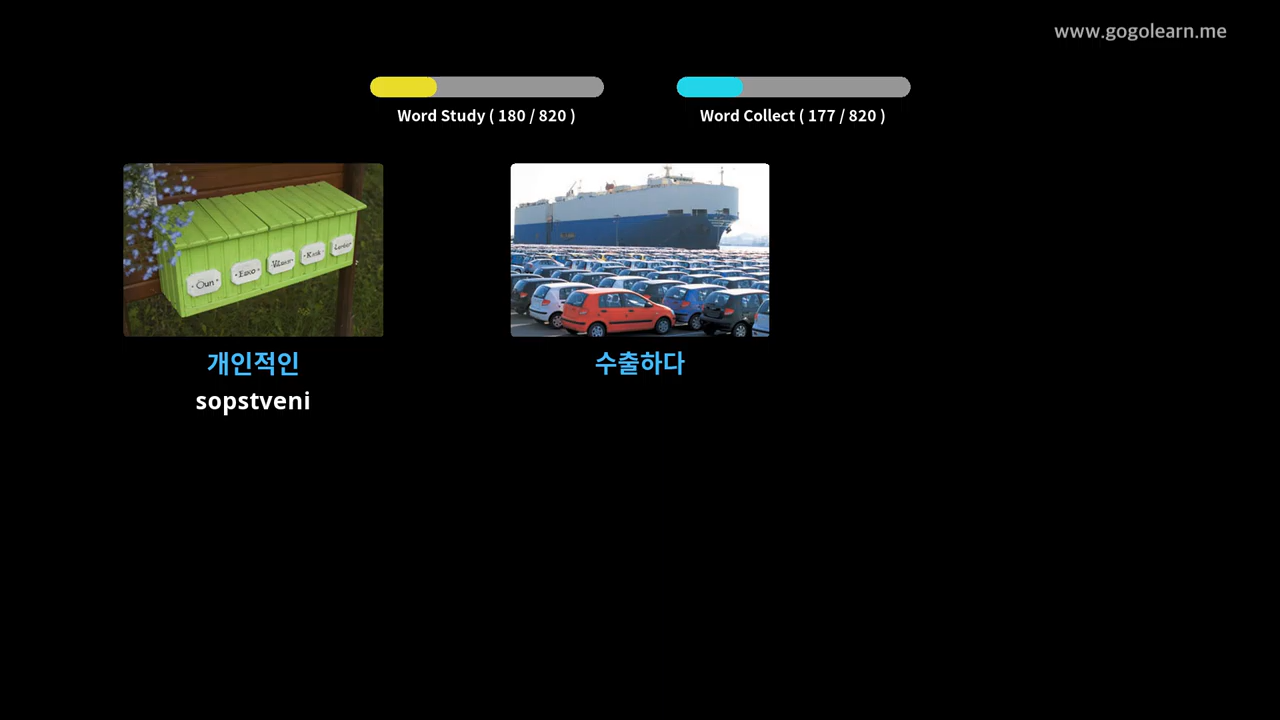 www.gogolearn.me
Word Study ( 180 / 820 )
Word Collect ( 177 / 820 )
개인적인
수출하다
sopstveni